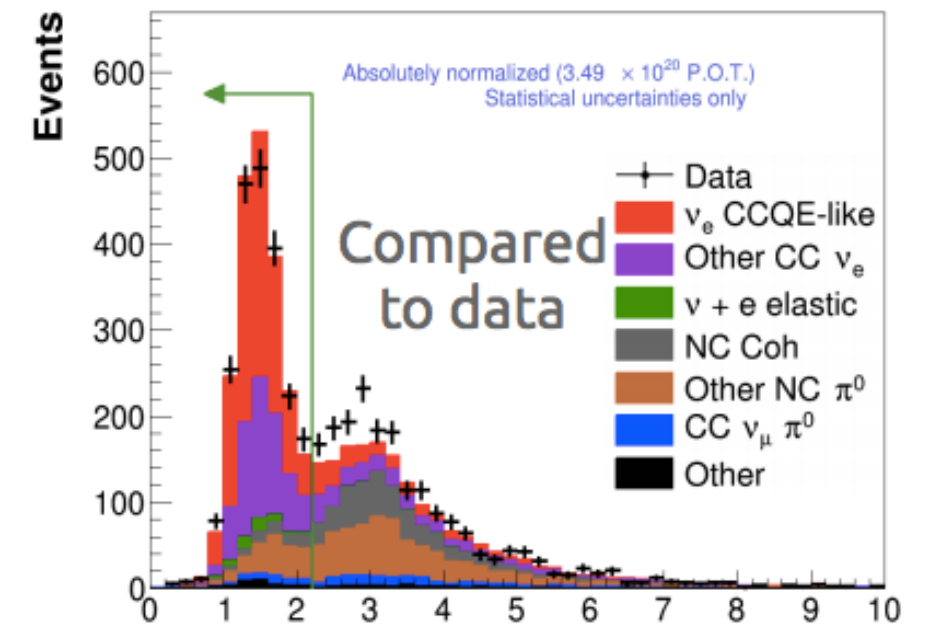 Events
600
500
400
300
200
100
0
Absolutely normalized (3.49 × 10²⁰ P.O.T.)
Statistical uncertainties only
Compared
to data
Data
νₑ CCQE-like
Other CC νₑ
ν + e elastic
NC Coh
Other NC π⁰
CC ν_μ π⁰
Other
0 1 2 3 4 5 6 7 8 9 10